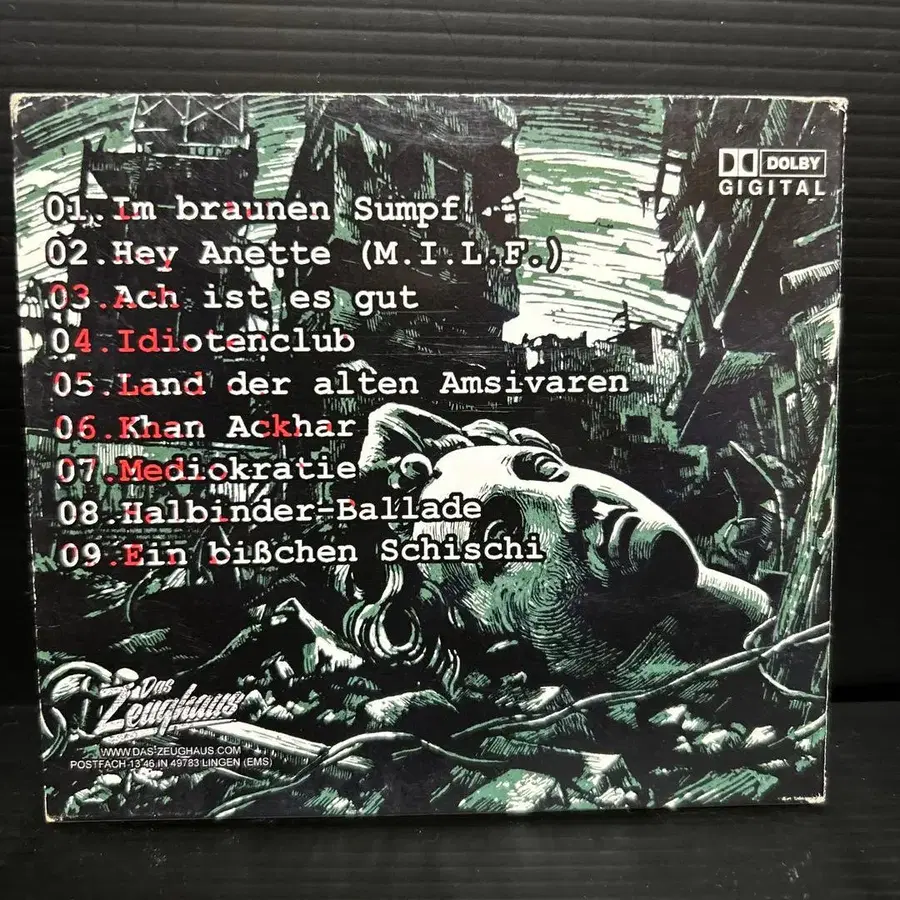 DOLBY
GIGITAL
01.Im braunen Sumpf
02.Hey Anette (M.I.L.F.)
03.Ach ist es gut
04.Idiotenclub
05.Land der alten Amsivaren
06.Khan Ackhar
07.Mediokratie
08.Halbinder-Ballade
09.Ein bißchen Schischi
Das
Zeughaus
WWW.DAS-ZEUGHAUS.COM
POSTFACH 13 46 IN 49783 LINGEN (EMS)